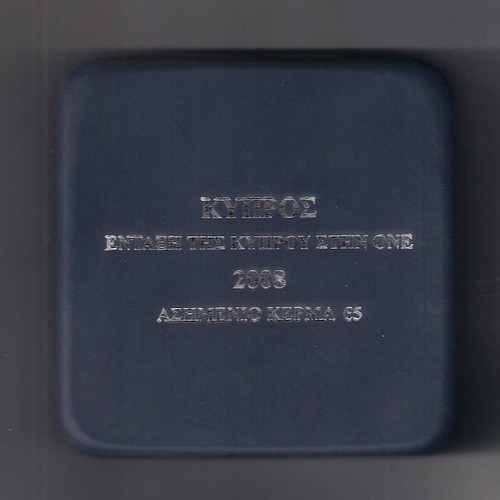 ΚΥΠΡΟΣ
ΕΝΤΑΞΗ ΤΗΣ ΚΥΠΡΟΥ ΣΤΗΝ ΟΝΕ
2008
ΑΣΗΜΕΝΙΟ ΚΕΡΜΑ €5